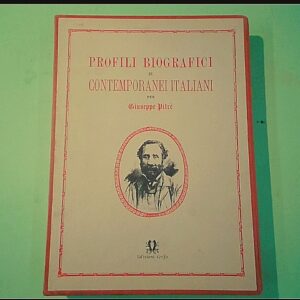 PROFILI BIOGRAFICI
DI
CONTEMPORANEI ITALIANI
PER
Giuseppe Pitrè